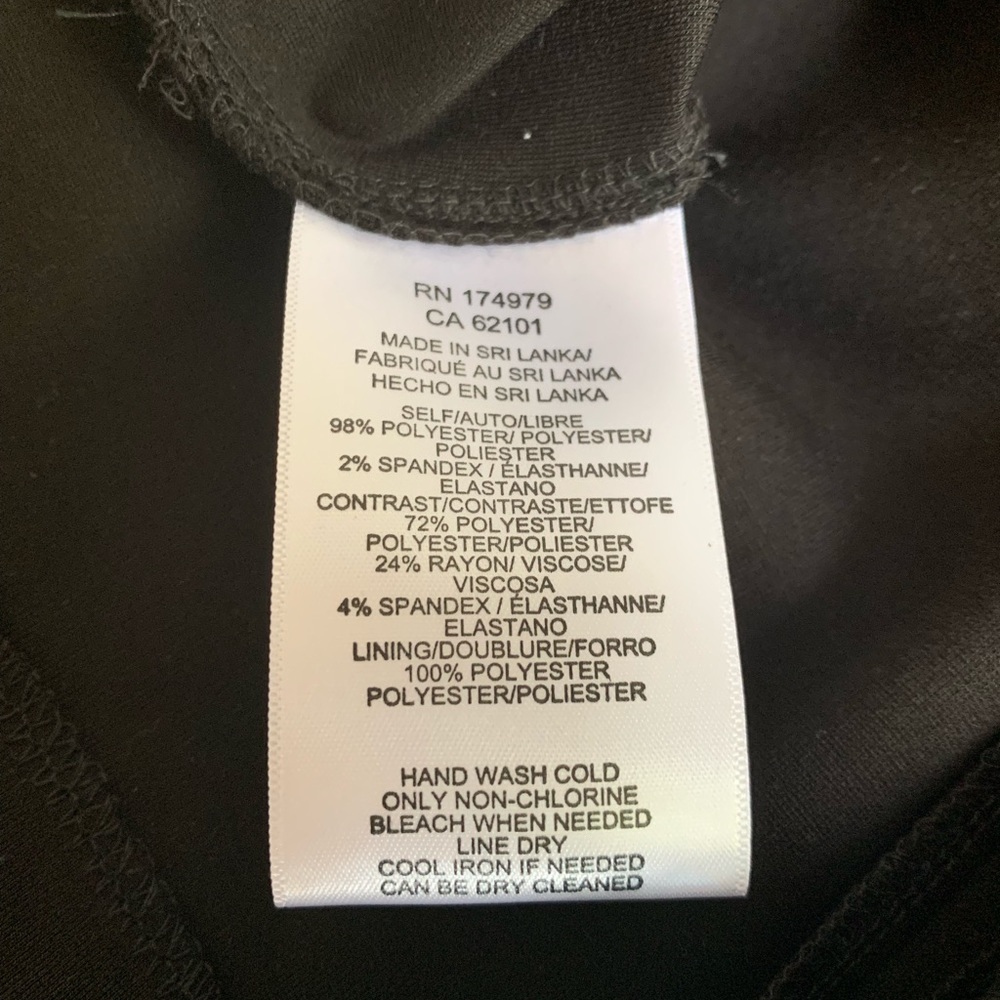 RN 174979
CA 62101
MADE IN SRI LANKA/
FABRIQUÉ AU SRI LANKA
HECHO EN SRI LANKA
SELF/AUTO/LIBRE
98% POLYESTER/ POLYESTER/
POLIESTER
2% SPANDEX / ÉLASTHANNE/
ELASTANO
CONTRAST/CONTRASTE/ETTOFE
72% POLYESTER/
POLYESTER/POLIESTER
24% RAYON/ VISCOSE/
VISCOSA
4% SPANDEX / ÉLASTHANNE/
ELASTANO
LINING/DOUBLURE/FORRO
100% POLYESTER
POLYESTER/POLIESTER
HAND WASH COLD
ONLY NON-CHLORINE
BLEACH WHEN NEEDED
LINE DRY
COOL IRON IF NEEDED
CAN BE DRY CLEANED